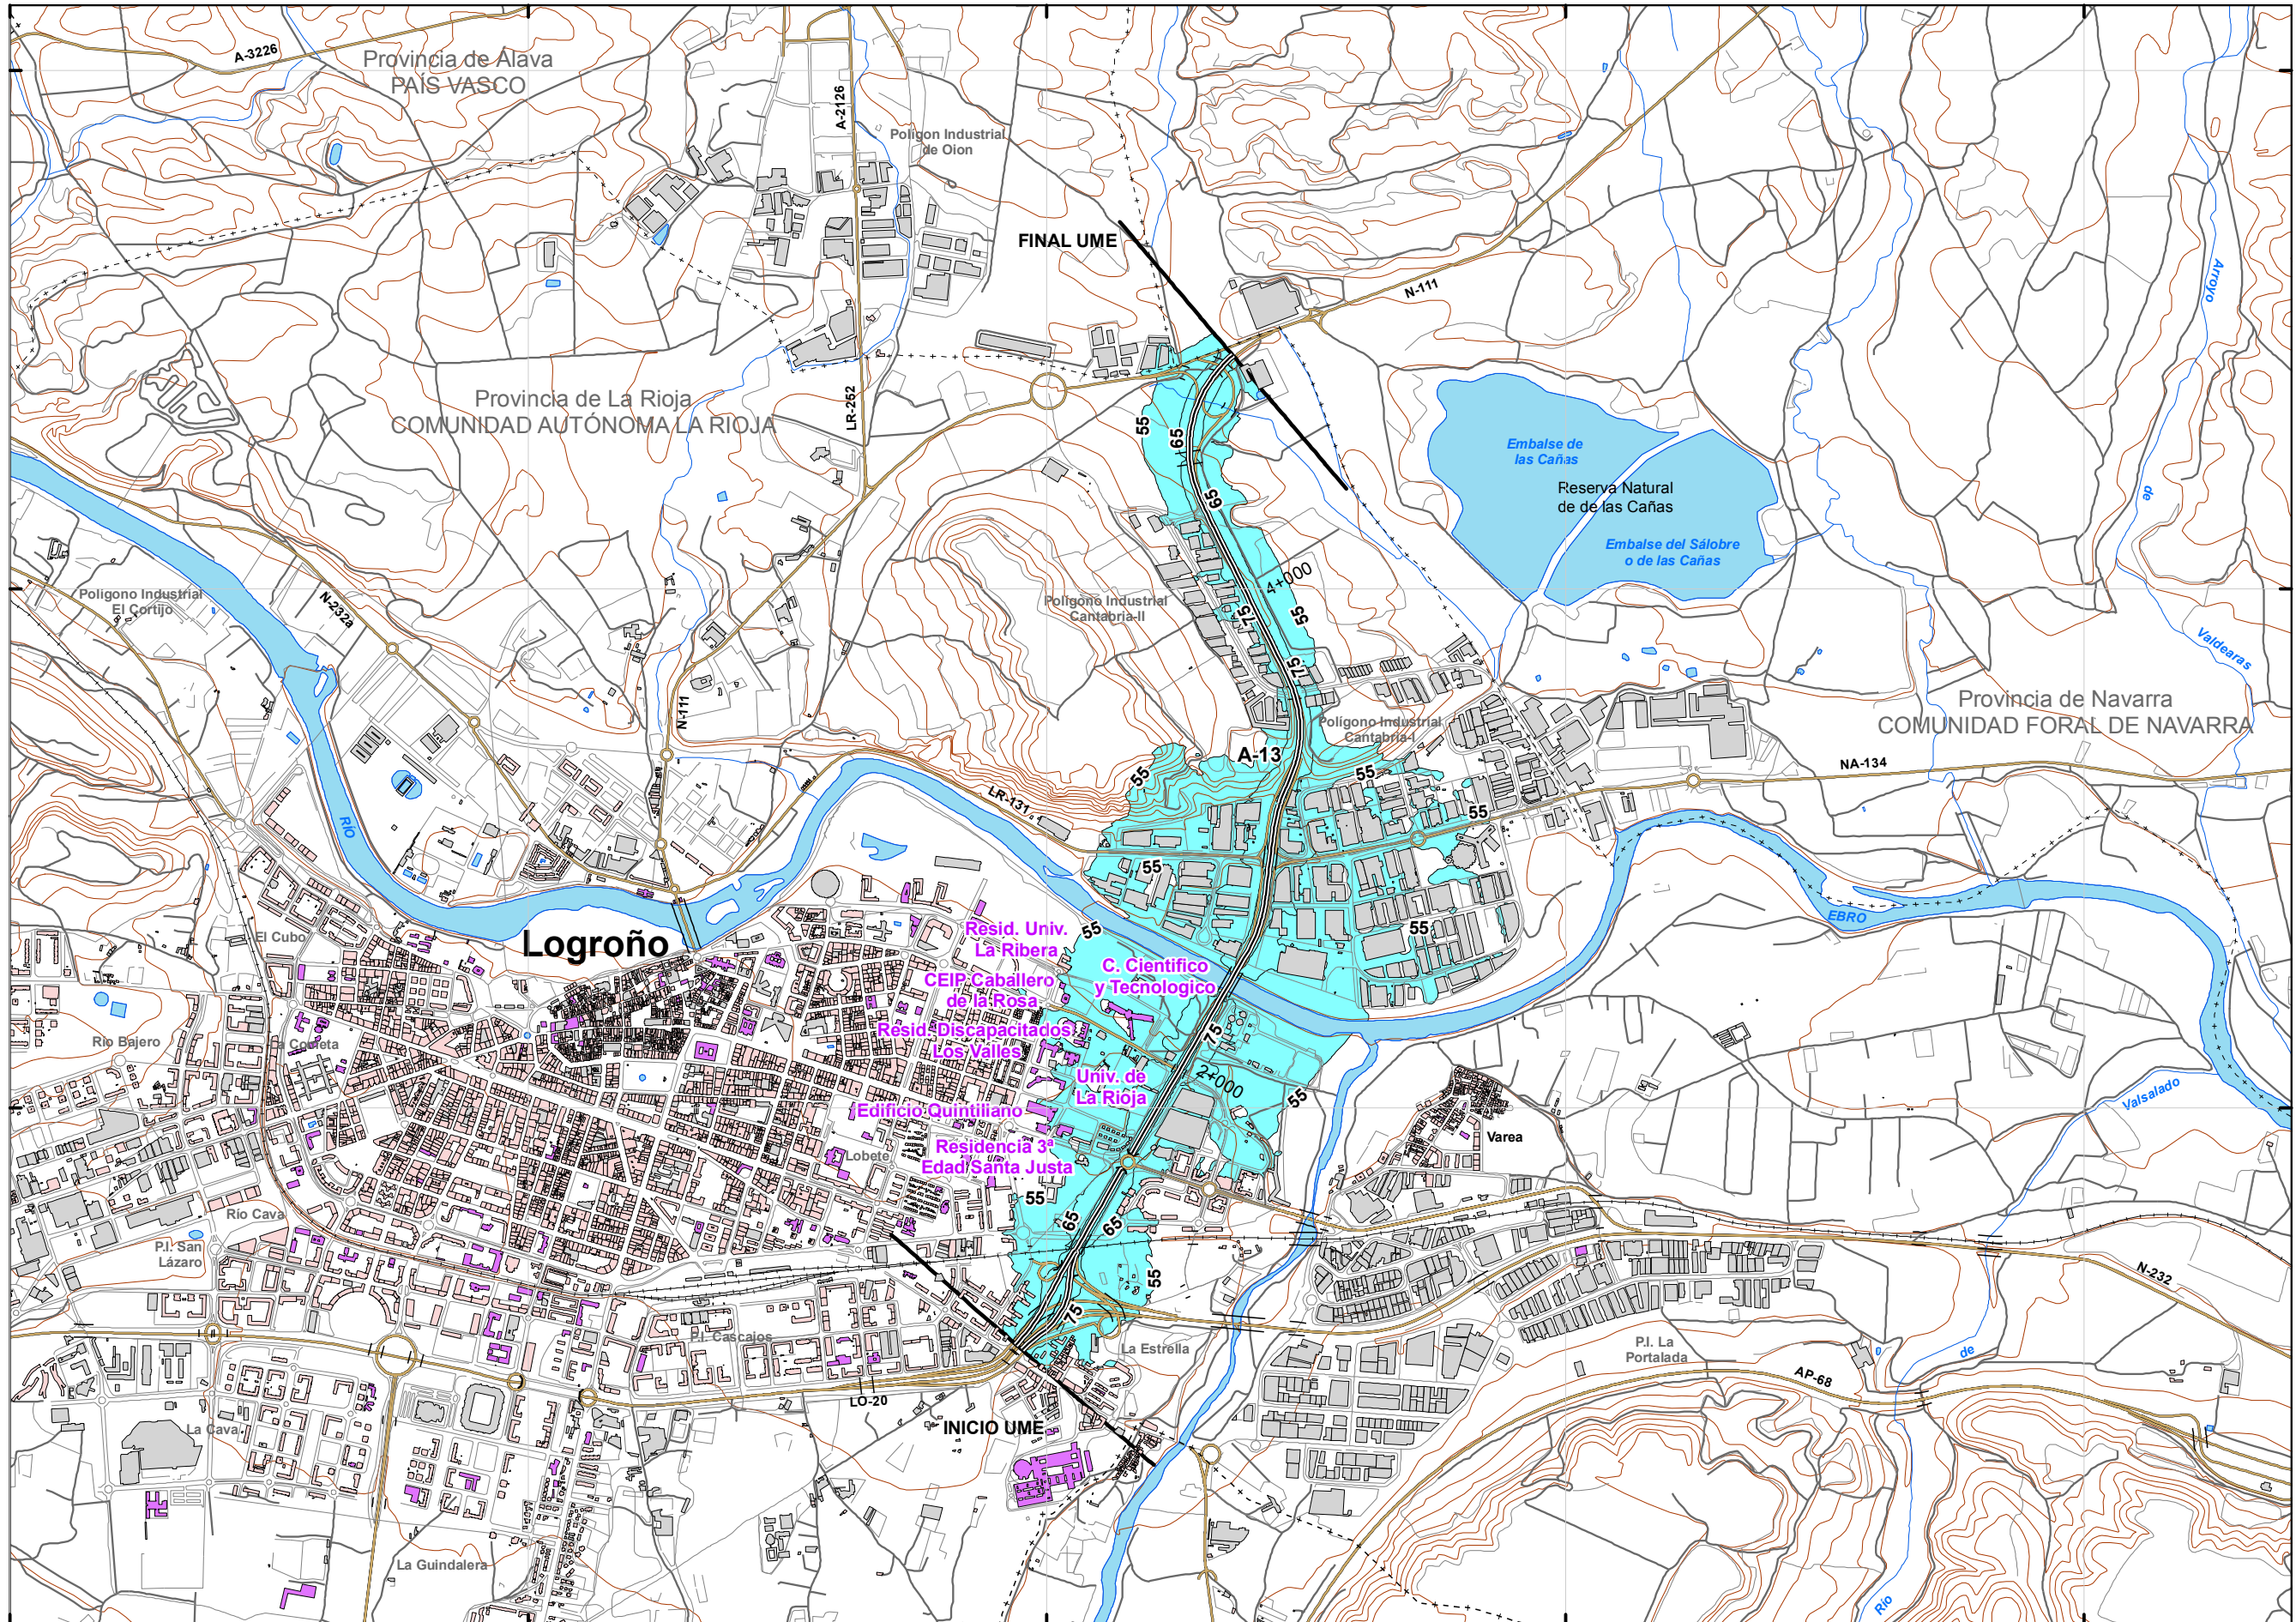 A-3226
Provincia de Álava
PAÍS VASCO
A-2126
Poligon Industrial
de Oion
FINAL UME
N-111
Arroyo
de
Valdearas
Provincia de La Rioja
COMUNIDAD AUTÓNOMA LA RIOJA
LR-252
55
65
65
Embalse de
las Cañas
Reserva Natural
de de las Cañas
Embalse del Sálobre
o de las Cañas
Poligono Industrial
El Cortijo
N-232a
Polígono Industrial
Cantabria-II
4+000
75
55
75
N-111
Polígono Industrial
Cantabria-I
Provincia de Navarra
COMUNIDAD FORAL DE NAVARRA
A-13
NA-134
55
55
55
LR-131
RÍO
55
55
El Cubo
Logroño
Resid. Univ.
La Ribera
55
EBRO
C. Cientifico
y Tecnologico
CEIP Caballero
de la Rosa
Resid. Discapacitados
Los Valles
75
Río Bajero
La Cometa
Univ. de
La Rioja
2+000
55
Valsalado
Edificio Quintiliano
Varea
Residencia 3ª
Edad Santa Justa
Lobete
55
65
65
Río Cava
P.I. San
Lázaro
55
75
N-232
P.I. Cascajos
La Estrella
P.I. La
Portalada
de
AP-68
LO-20
INICIO UME
La Cava
La Guindalera
Río